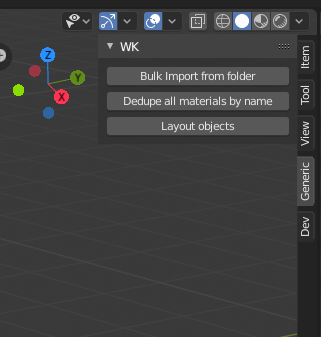 WK
Bulk Import from folder
Dedupe all materials by name
Layout objects
Z
Y
X
Item
Tool
View
Generic
Dev